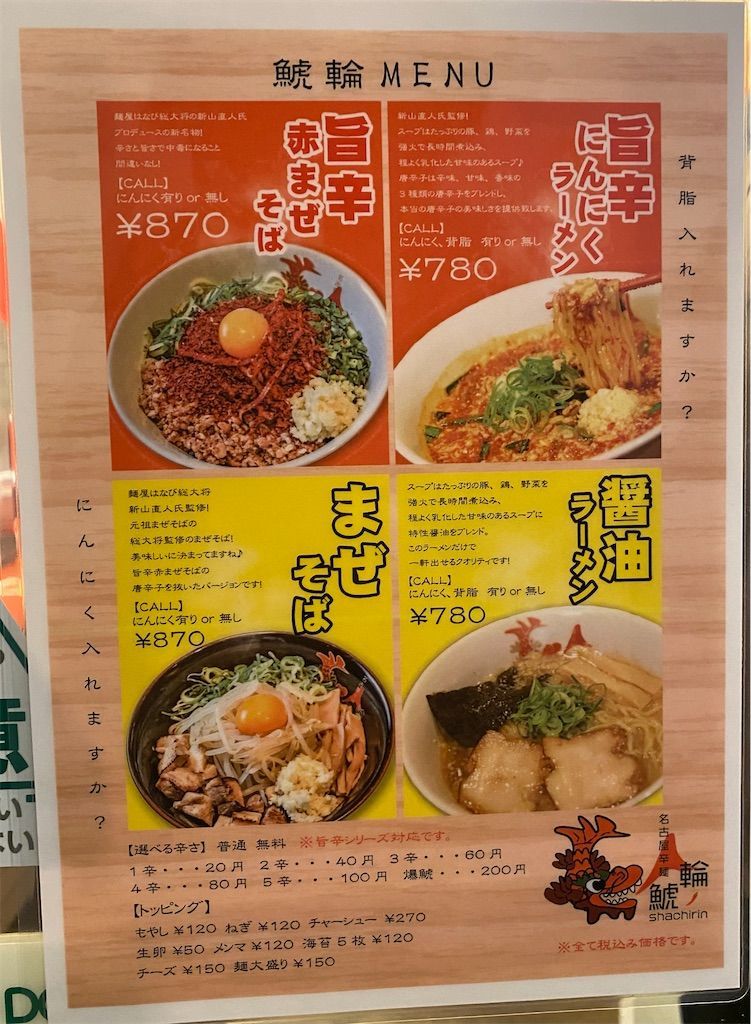 鯱輪 MENU
麺屋はなび総大将の新山直人氏
プロデュースの新名物!
辛さと旨さで中毒になること
間違いなし!
【CALL】
にんにく有り or 無し
¥870
旨辛
赤まぜ
そば
新山直人氏監修!
スープはたっぷりの豚、鶏、野菜を
強火で長時間煮込み、
程よく乳化した甘味のあるスープ♪
唐辛子は辛味、甘味、香味の
3種類の唐辛子をブレンドし、
本当の唐辛子の美味しさを提供致します。
【CALL】
にんにく、背脂 有り or 無し
¥780
旨辛
にんにく
ラーメン
背脂入れますか?
にんにく入れますか?
麺屋はなび総大将
新山直人氏監修!
元祖まぜそばの
総大将監修のまぜそば!
美味しいに決まってますね♪
旨辛赤まぜそばの
唐辛子を抜いたバージョンです!
【CALL】
にんにく有り or 無し
¥870
まぜ
そば
スープはたっぷりの豚、鶏、野菜を
強火で長時間煮込み、
程よく乳化した甘味のあるスープに
特性醤油をブレンド。
このラーメンだけで
一軒出せるクオリティです!
【CALL】
にんにく、背脂 有り or 無し
¥780
醤油
ラーメン
【選べる辛さ】 普通 無料 ※旨辛シリーズ対応です。
1辛・・・20円 2辛・・・40円 3辛・・・60円
4辛・・・80円 5辛・・・100円 爆鯱・・・200円
【トッピング】
もやし ¥120 ねぎ ¥120 チャーシュー ¥270
生卵 ¥50 メンマ ¥120 海苔5枚 ¥120
チーズ ¥150 麺大盛り ¥150
名古屋辛麺
鯱輪
shachirin
※全て税込み価格です。